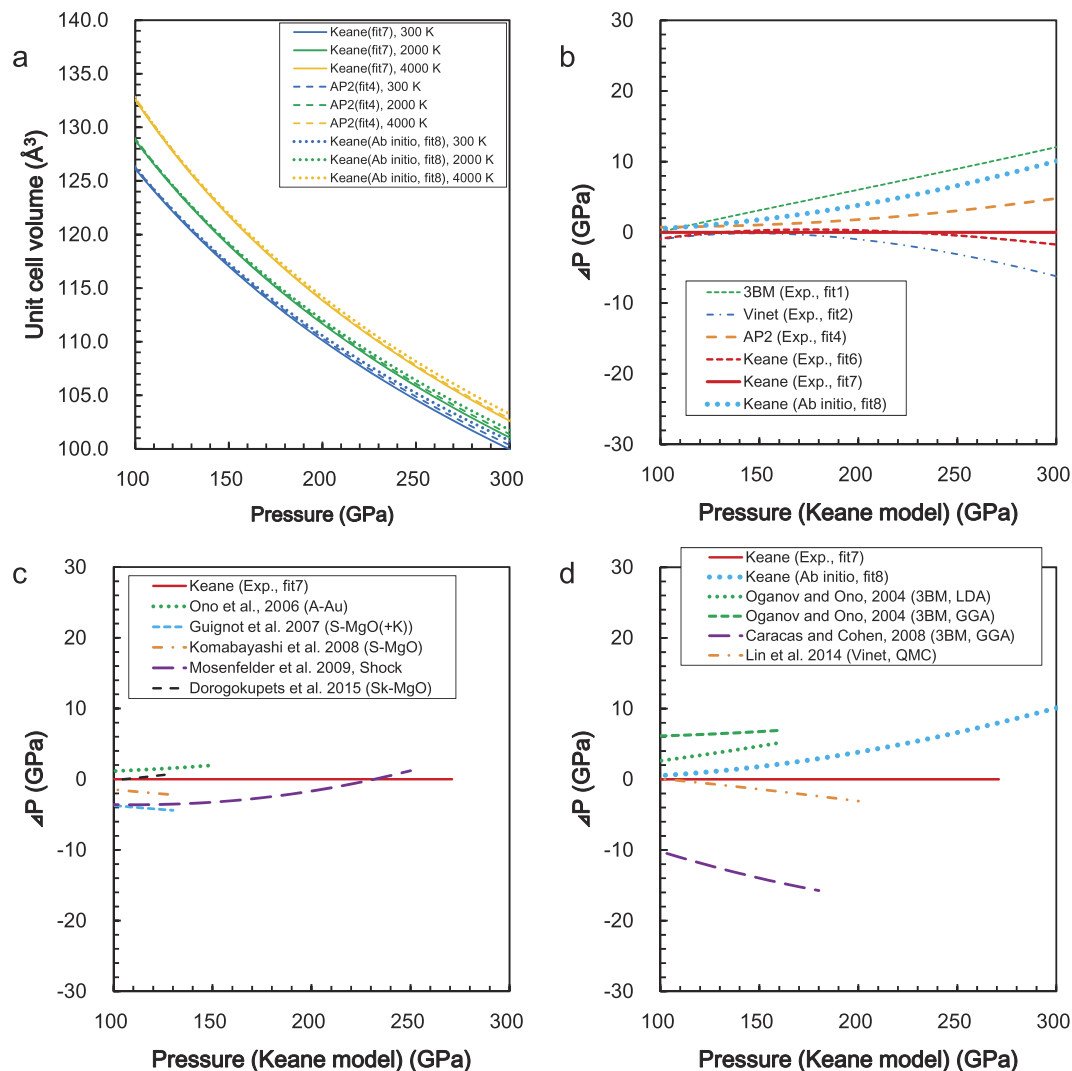 a
140.0
135.0
130.0
125.0
120.0
115.0
110.0
105.0
100.0
Unit cell volume (Å³)
100
150
200
250
300
Pressure (GPa)
Keane(fit7), 300 K
Keane(fit7), 2000 K
Keane(fit7), 4000 K
AP2(fit4), 300 K
AP2(fit4), 2000 K
AP2(fit4), 4000 K
Keane(Ab initio, fit8), 300 K
Keane(Ab initio, fit8), 2000 K
Keane(Ab initio, fit8), 4000 K
b
30
20
10
0
-10
-20
-30
⊿P (GPa)
100
150
200
250
300
Pressure (Keane model) (GPa)
3BM (Exp., fit1)
Vinet (Exp., fit2)
AP2 (Exp., fit4)
Keane (Exp., fit6)
Keane (Exp., fit7)
Keane (Ab initio, fit8)
c
30
20
10
0
-10
-20
-30
⊿P (GPa)
100
150
200
250
300
Pressure (Keane model) (GPa)
Keane (Exp., fit7)
Ono et al., 2006 (A-Au)
Guignot et al. 2007 (S-MgO(+K))
Komabayashi et al. 2008 (S-MgO)
Mosenfelder et al. 2009, Shock
Dorogokupets et al. 2015 (Sk-MgO)
d
30
20
10
0
-10
-20
-30
⊿P (GPa)
100
150
200
250
300
Pressure (Keane model) (GPa)
Keane (Exp., fit7)
Keane (Ab initio, fit8)
Oganov and Ono, 2004 (3BM, LDA)
Oganov and Ono, 2004 (3BM, GGA)
Caracas and Cohen, 2008 (3BM, GGA)
Lin et al. 2014 (Vinet, QMC)